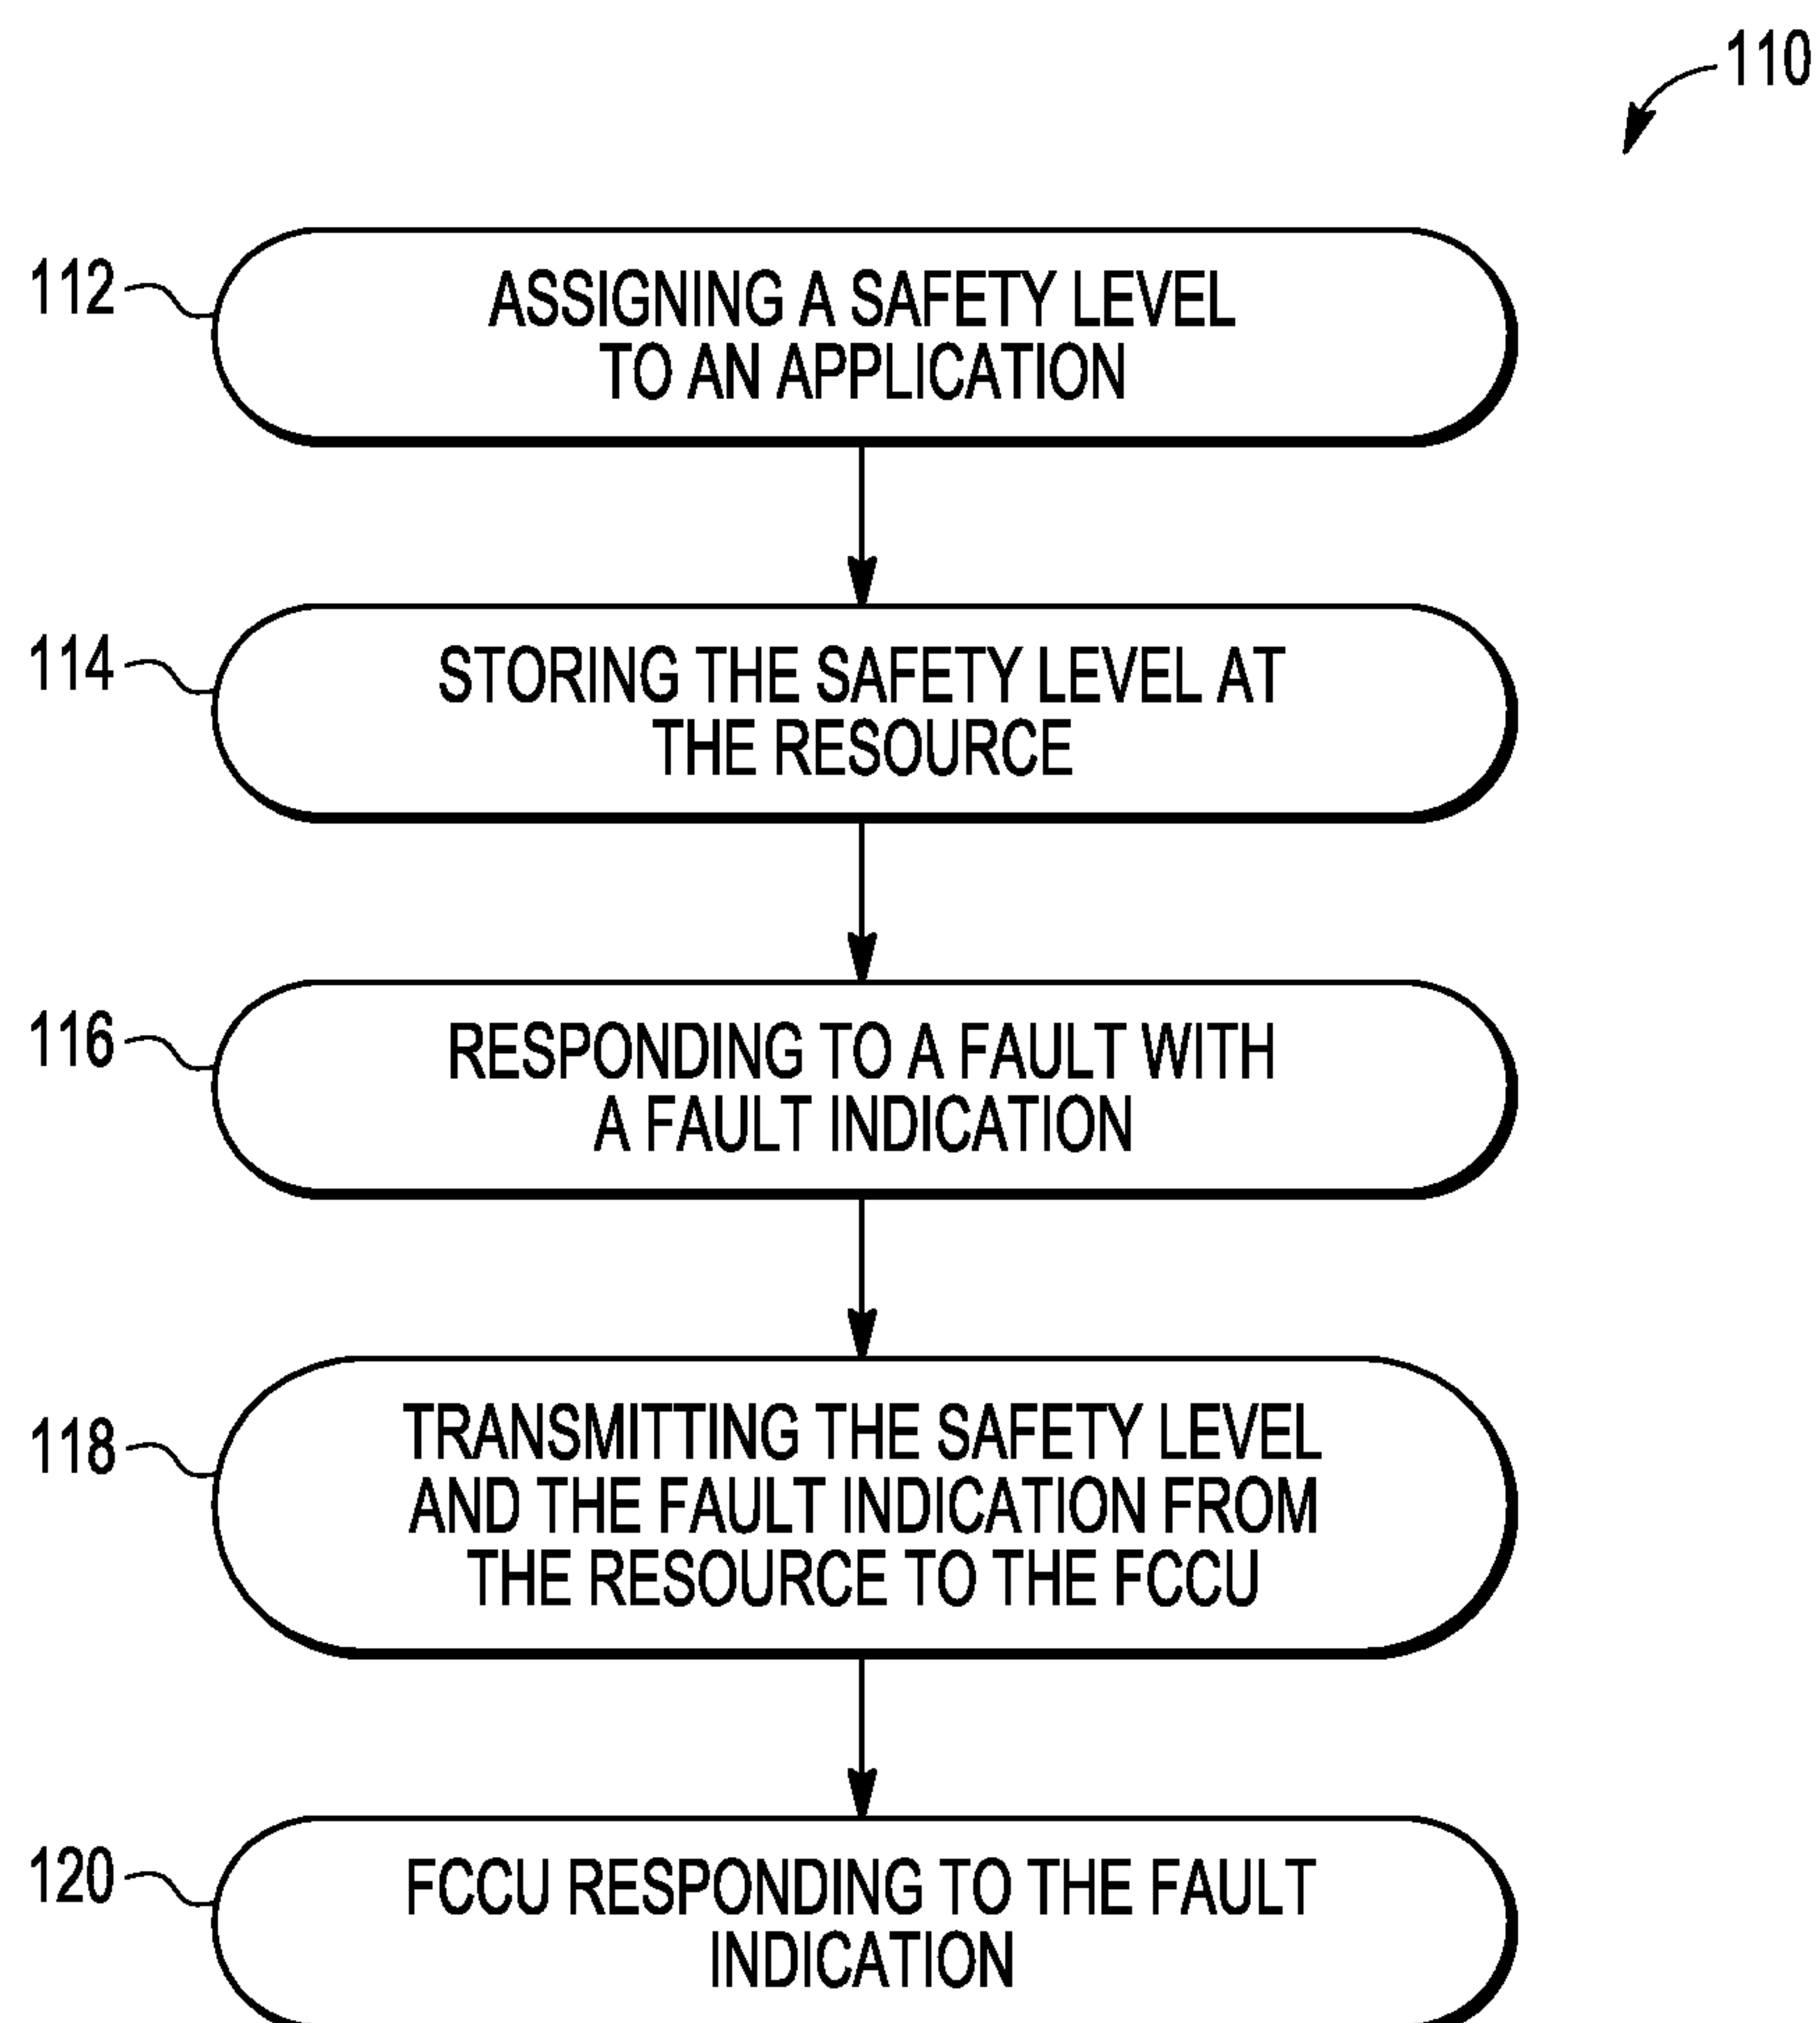 110
112
ASSIGNING A SAFETY LEVEL
TO AN APPLICATION
114
STORING THE SAFETY LEVEL AT
THE RESOURCE
116
RESPONDING TO A FAULT WITH
A FAULT INDICATION
118
TRANSMITTING THE SAFETY LEVEL
AND THE FAULT INDICATION FROM
THE RESOURCE TO THE FCCU
120
FCCU RESPONDING TO THE FAULT
INDICATION